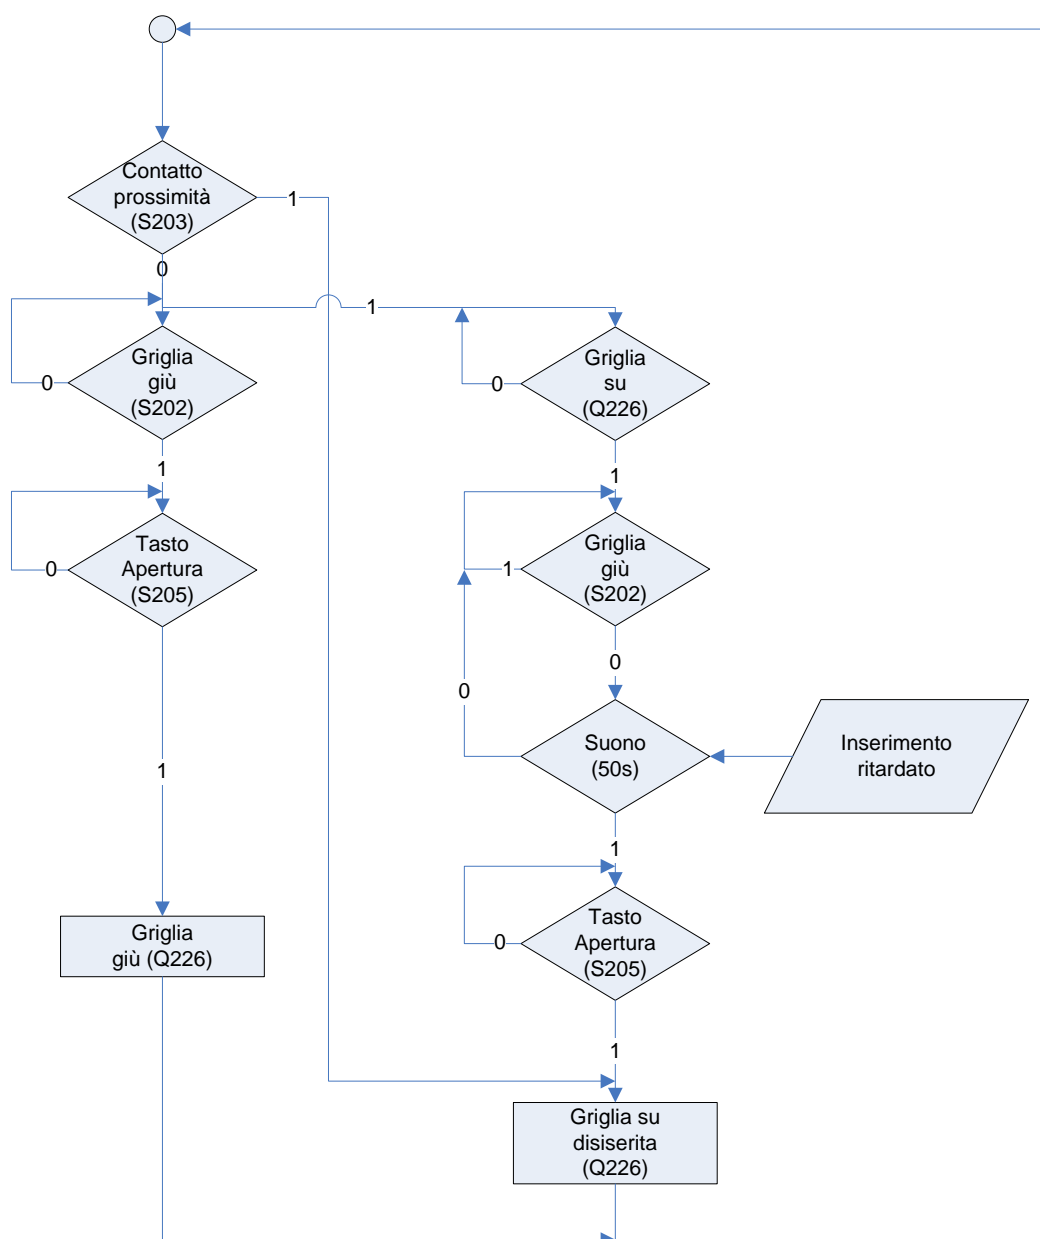 Contatto
prossimità
(S203)
1
0
1
Griglia
giù
(S202)
0
Griglia
su
(Q226)
0
1
1
Tasto
Apertura
(S205)
0
Griglia
giù
(S202)
1
0
0
1
Suono
(50s)
Inserimento
ritardato
1
Tasto
Apertura
(S205)
0
Griglia
giù (Q226)
1
Griglia su
disiserita
(Q226)